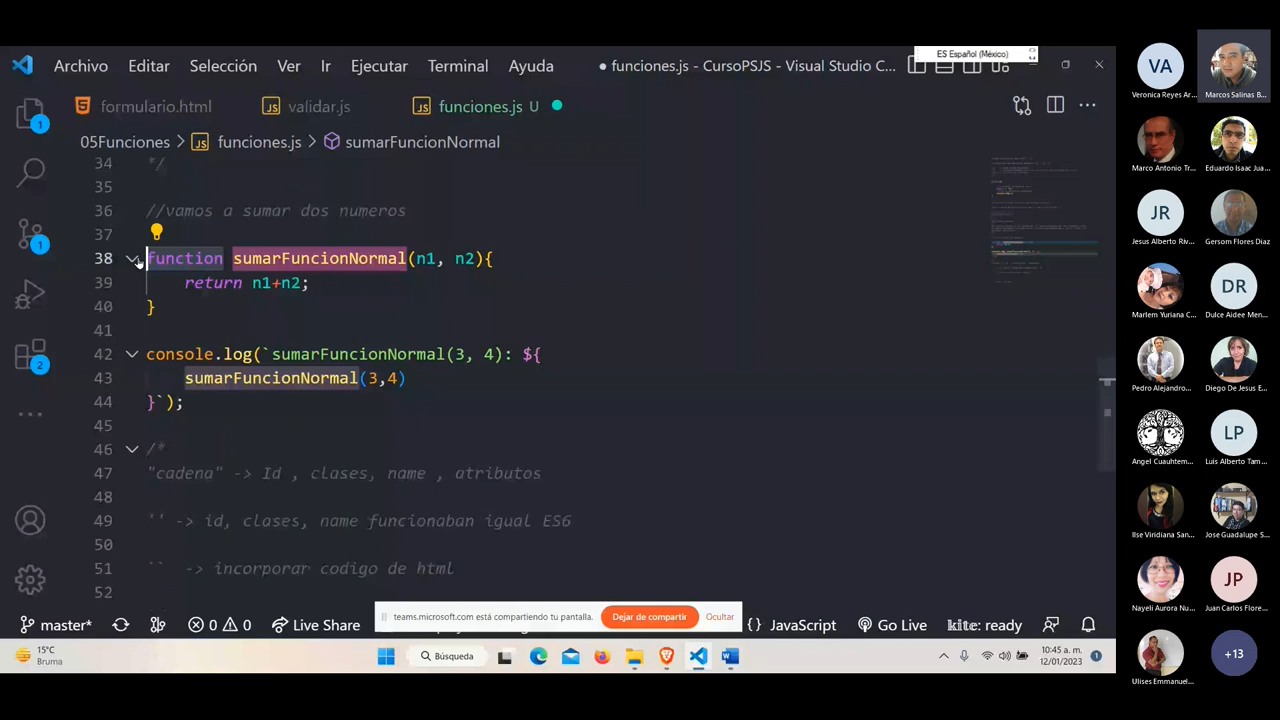 ES Español (México)
Archivo Editar Selección Ver Ir Ejecutar Terminal Ayuda
● funciones.js - CursoPSJS - Visual Studio C...
formulario.html
JS validar.js
JS funciones.js U
05Funciones > JS funciones.js > sumarFuncionNormal
34 */
35
36 //vamos a sumar dos numeros
37
38 function sumarFuncionNormal(n1, n2){
39 return n1+n2;
40 }
41
42 console.log(`sumarFuncionNormal(3, 4): ${
43 sumarFuncionNormal(3,4)
44 }`);
45
46 /*
47 "cadena" -> Id , clases, name , atributos
48
49 '' -> id, clases, name funcionaban igual ES6
50
51 `` -> incorporar codigo de html
52
1
1
2
teams.microsoft.com está compartiendo tu pantalla. Dejar de compartir Ocultar
master* 0 0 Live Share {} JavaScript Go Live kite: ready
15°C
Bruma
Búsqueda
10:45 a. m.
12/01/2023
1
VA
Veronica Reyes Ar...
Marcos Salinas B...
Marco Antonio Tr...
Eduardo Isaac Jua...
JR
Jesus Alberto Riv...
Gersom Flores Diaz
Marlem Yuriana C...
DR
Dulce Aidee Men...
Pedro Alejandro...
Diego De Jesus E...
Angel Cuauhtem...
LP
Luis Alberto Tam...
Ilse Viridiana San...
Jose Guadalupe S...
Nayeli Aurora Nu...
JP
Juan Carlos Flore...
Ulises Emmanuel...
+13